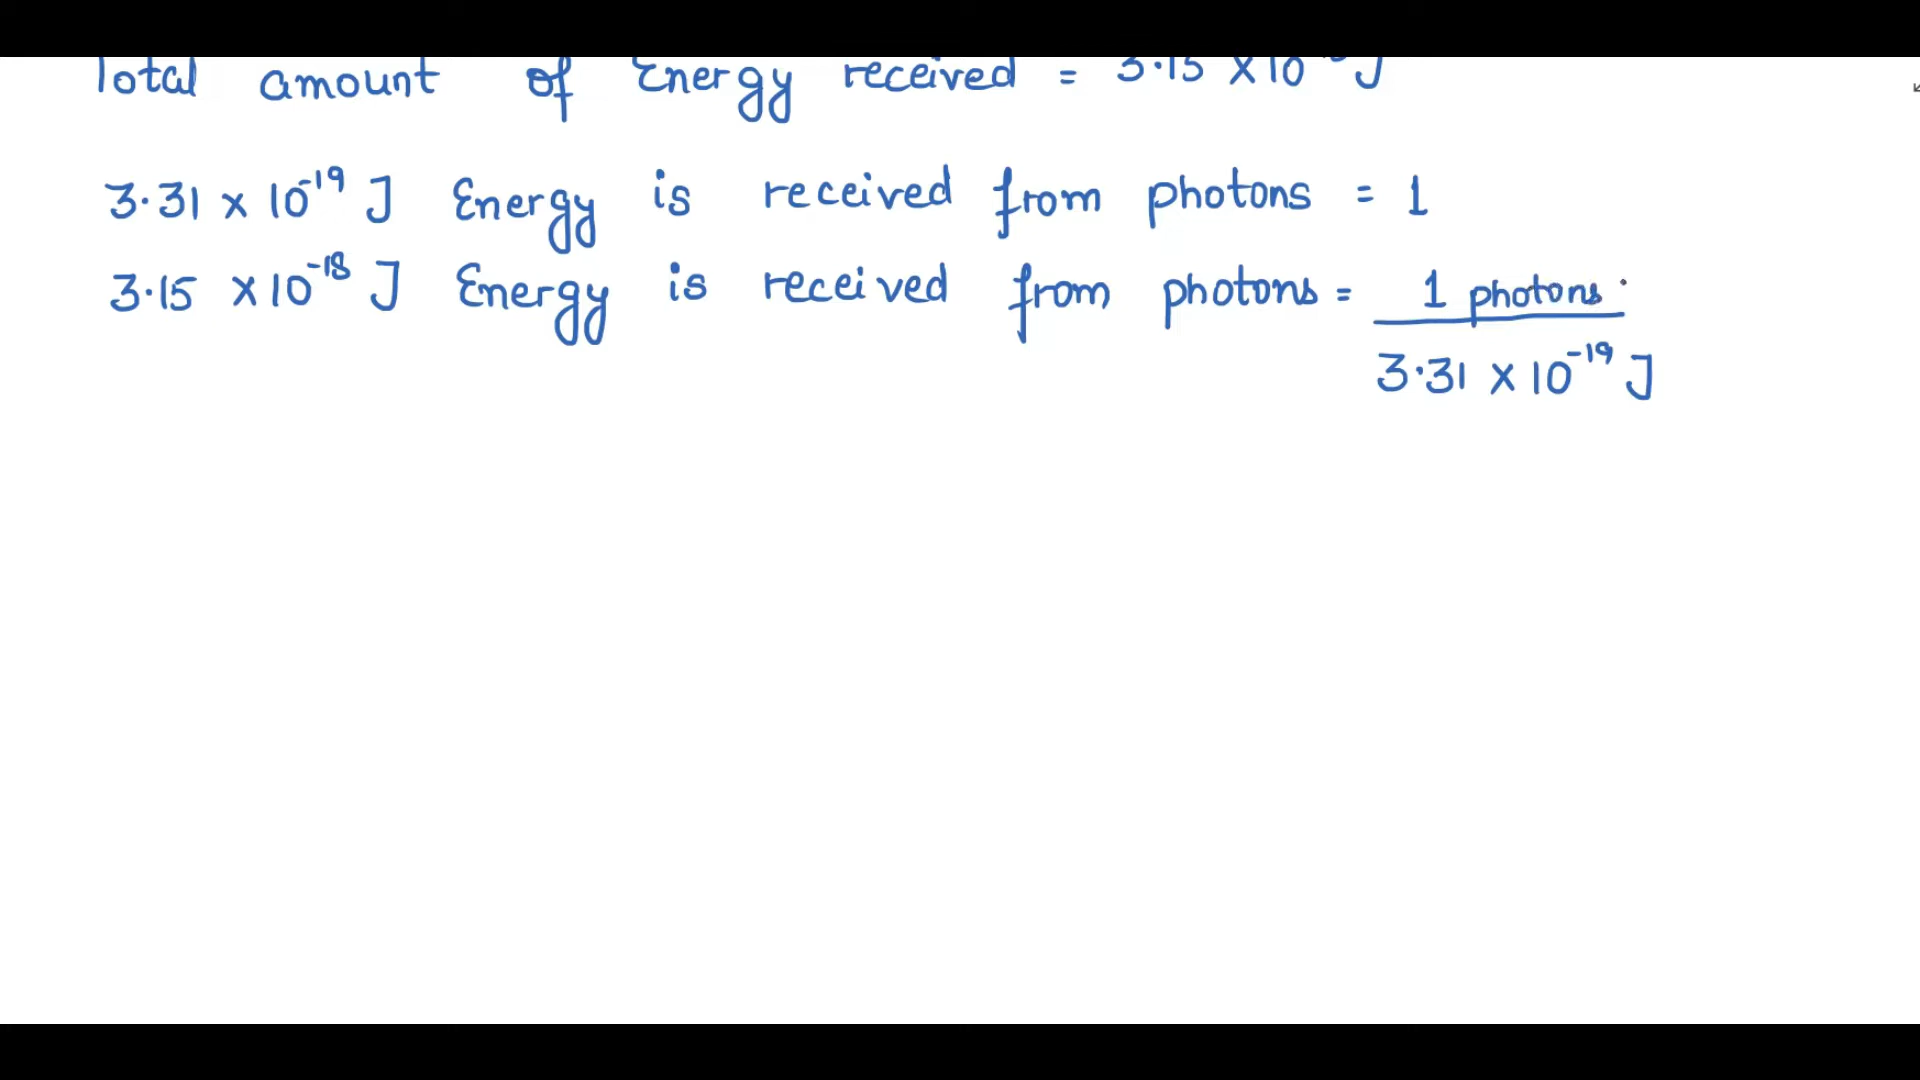 Total amount of Energy received = 3.15 × 10 J
3.31 × 10⁻¹⁹ J Energy is received from photons = 1
3.15 × 10⁻¹⁸ J Energy is received from photons = 1 photons
3.31 × 10⁻¹⁹ J